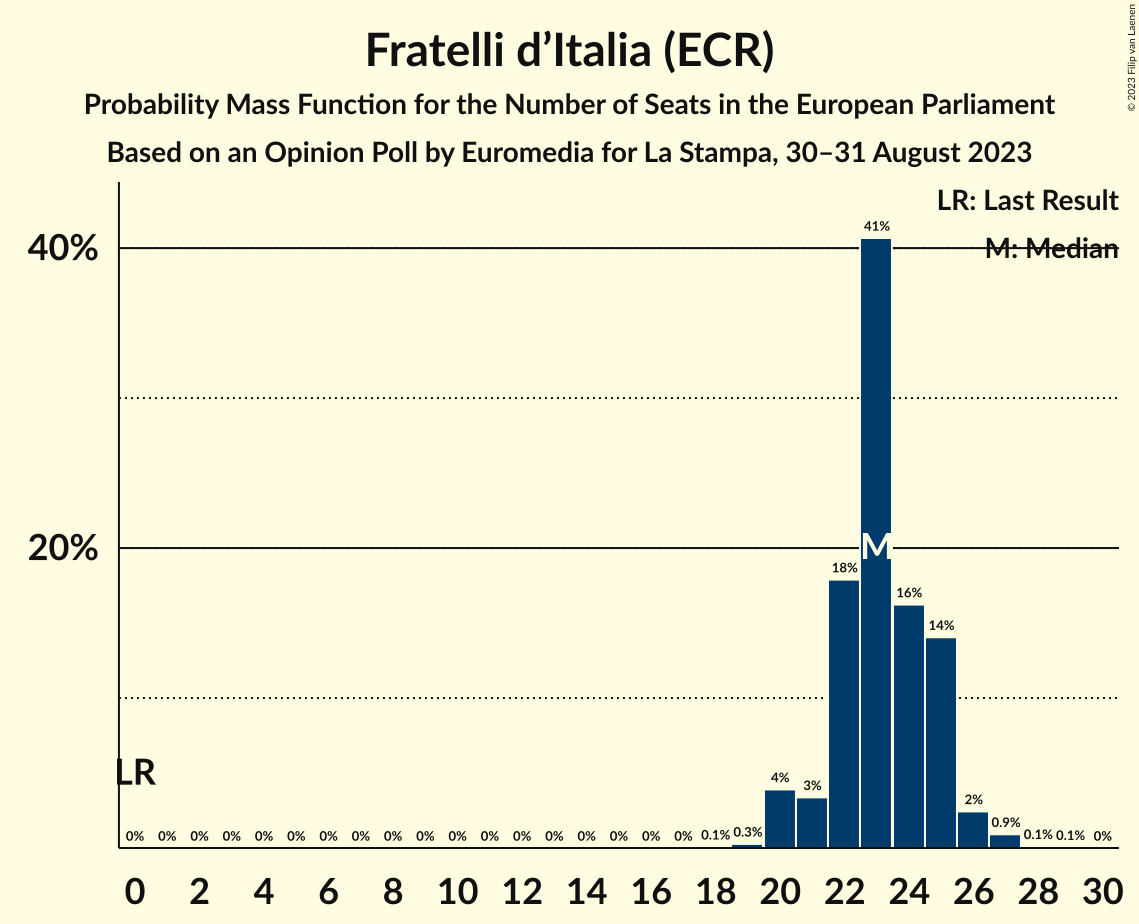 Fratelli d’Italia (ECR)
Probability Mass Function for the Number of Seats in the European Parliament
Based on an Opinion Poll by Euromedia for La Stampa, 30–31 August 2023
© 2023 Filip van Laenen
LR: Last Result
M: Median
40%
20%
41%
M
18%
16%
14%
LR
4%
3%
2%
0% 0% 0% 0% 0% 0% 0% 0% 0% 0% 0% 0% 0% 0% 0% 0% 0% 0% 0.1% 0.3% 0.9% 0.1% 0.1% 0%
0 2 4 6 8 10 12 14 16 18 20 22 24 26 28 30